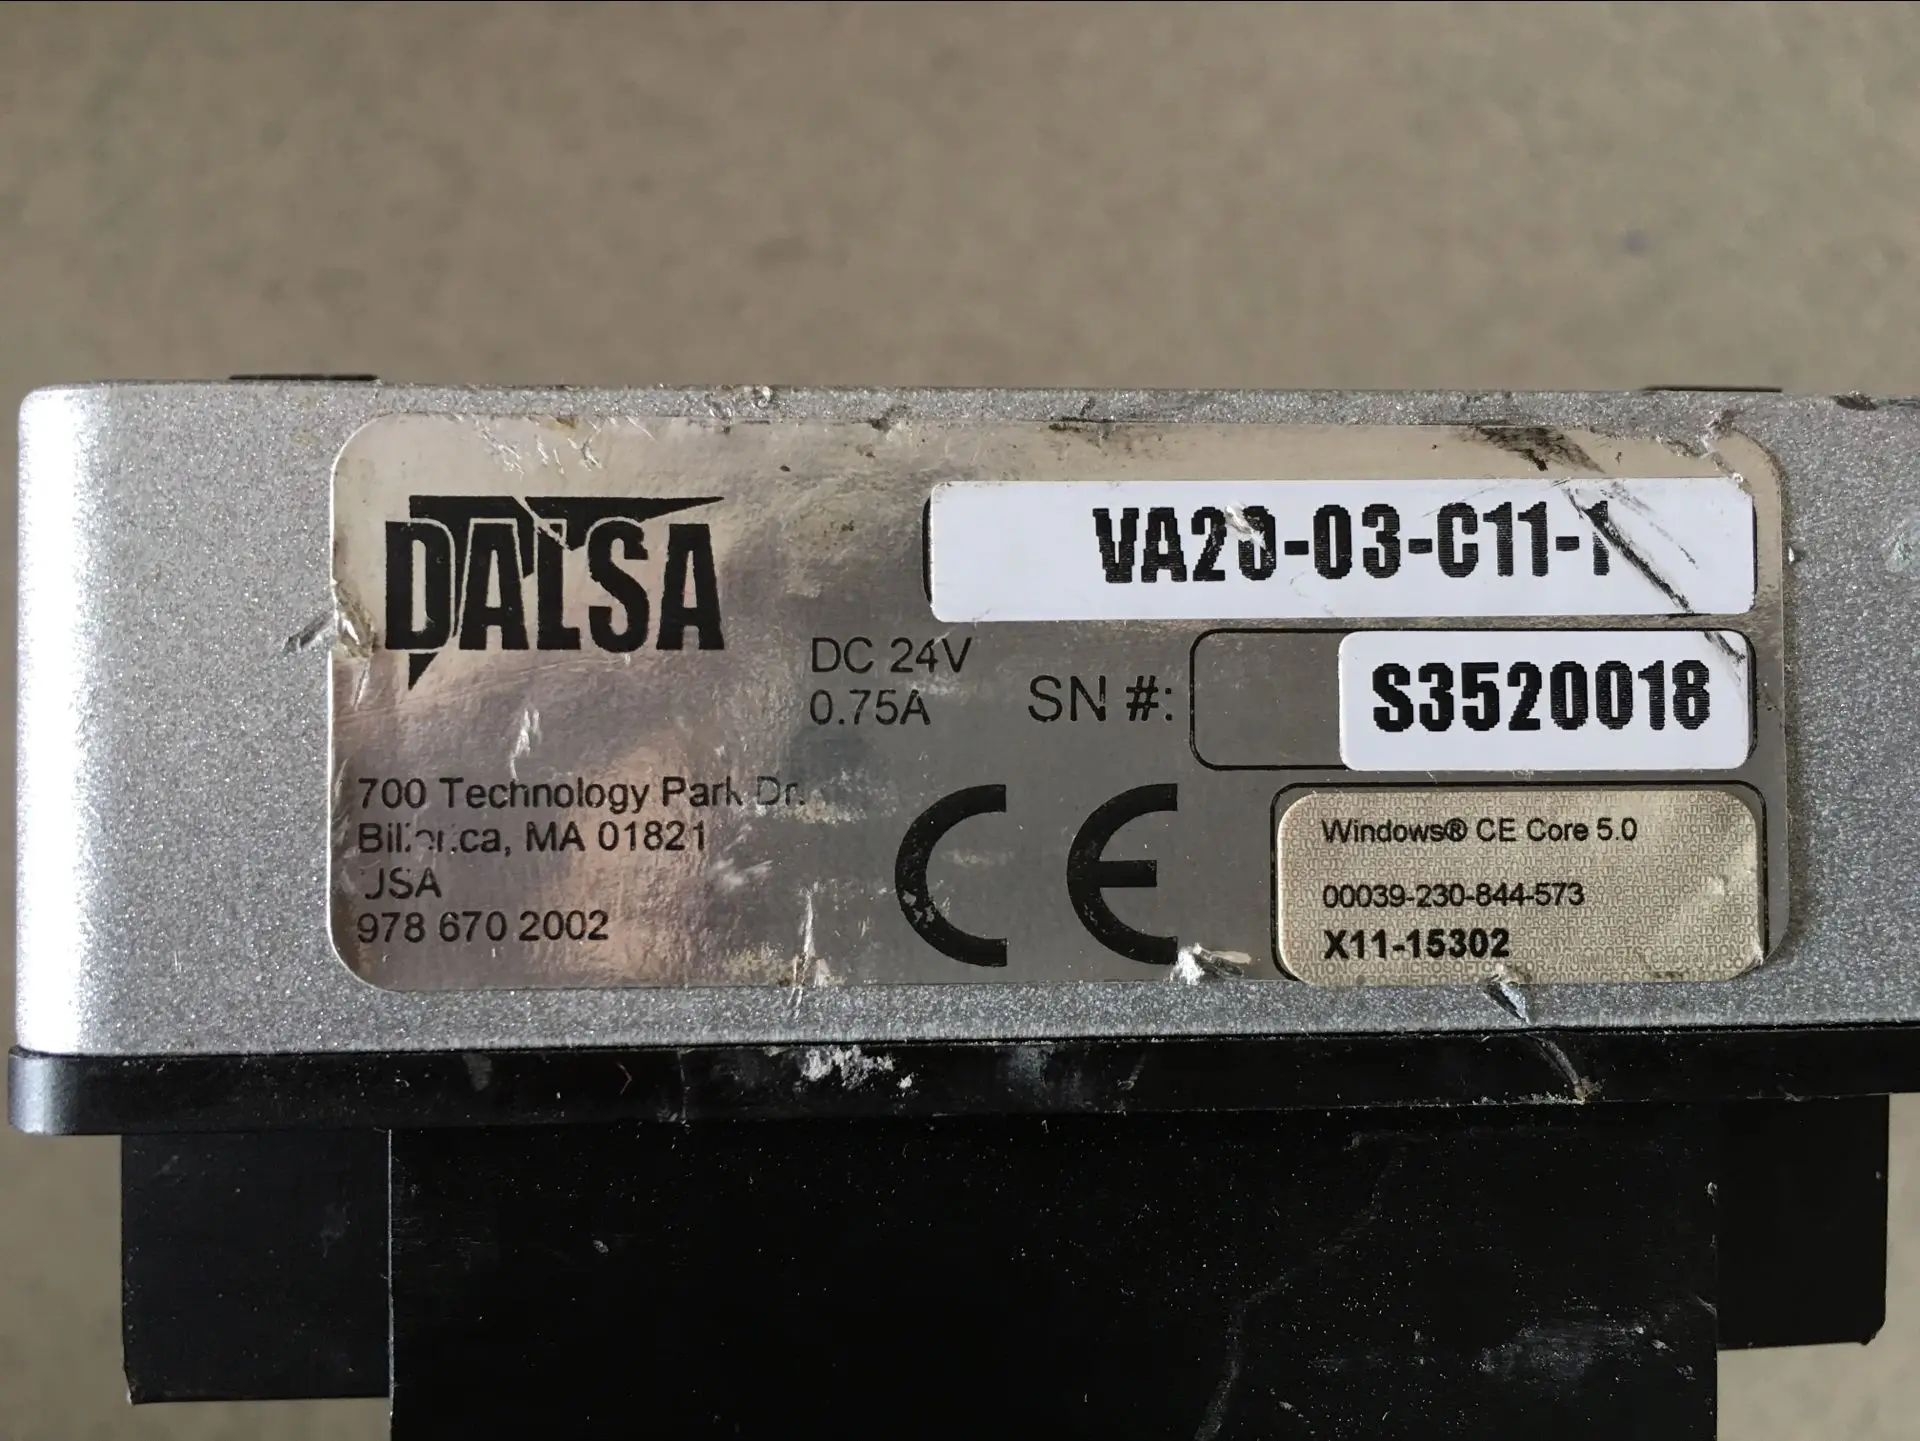 DALSA
VA20-03-C11-1
DC 24V
0.75A
SN #:
S3520018
700 Technology Park Dr.
MA 01821
978 670 2002
CE
Windows® CE Core 5.0
00039-230-844-573
X11-15302